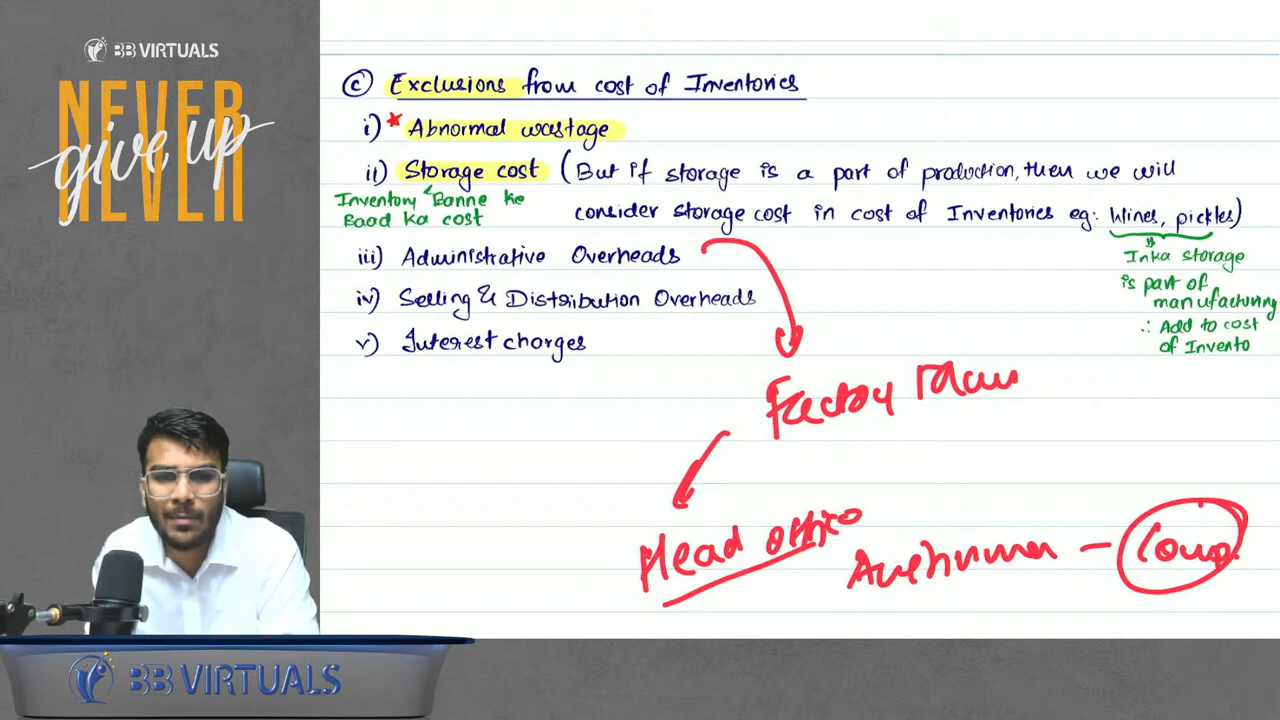 BB VIRTUALS
NEVER
give up
NEVER
© Exclusions from cost of Inventories
i) * Abnormal wastage
ii) Storage cost (But if storage is a part of production, then we will
consider storage cost in cost of Inventories eg: Wines, pickles)
Inventory Banne ke
Baad ka cost
Inka storage
is part of
manufacturing
∴ Add to cost
of Invento
iii) Administrative Overheads
iv) Selling & Distribution Overheads
v) Interest charges
Factory
Head office
BB VIRTUALS